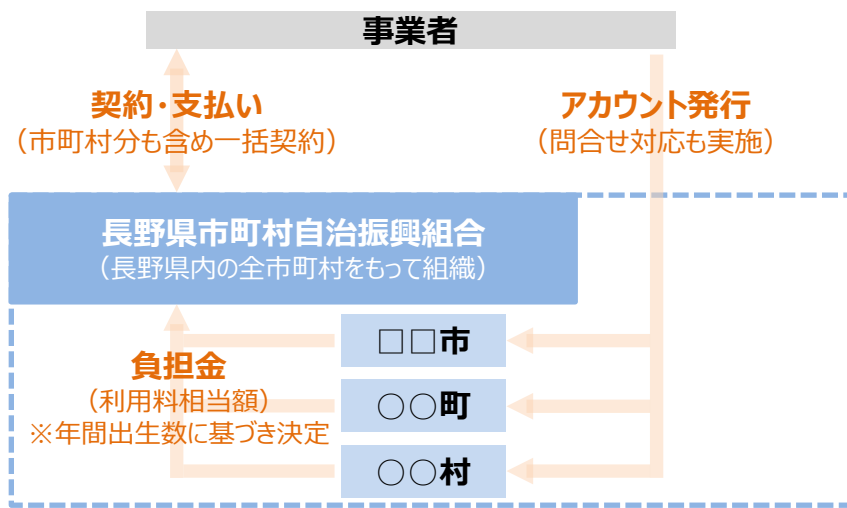 事業者
契約・支払い
（市町村分も含め一括契約）
アカウント発行
（問合せ対応も実施）
長野県市町村自治振興組合
（長野県内の全市町村をもって組織）
□□市
○○町
○○村
負担金
（利用料相当額）
※年間出生数に基づき決定